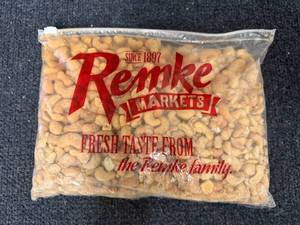 SINCE 1897
Remke
MARKETS
FRESH TASTE FROM
the Remke family.